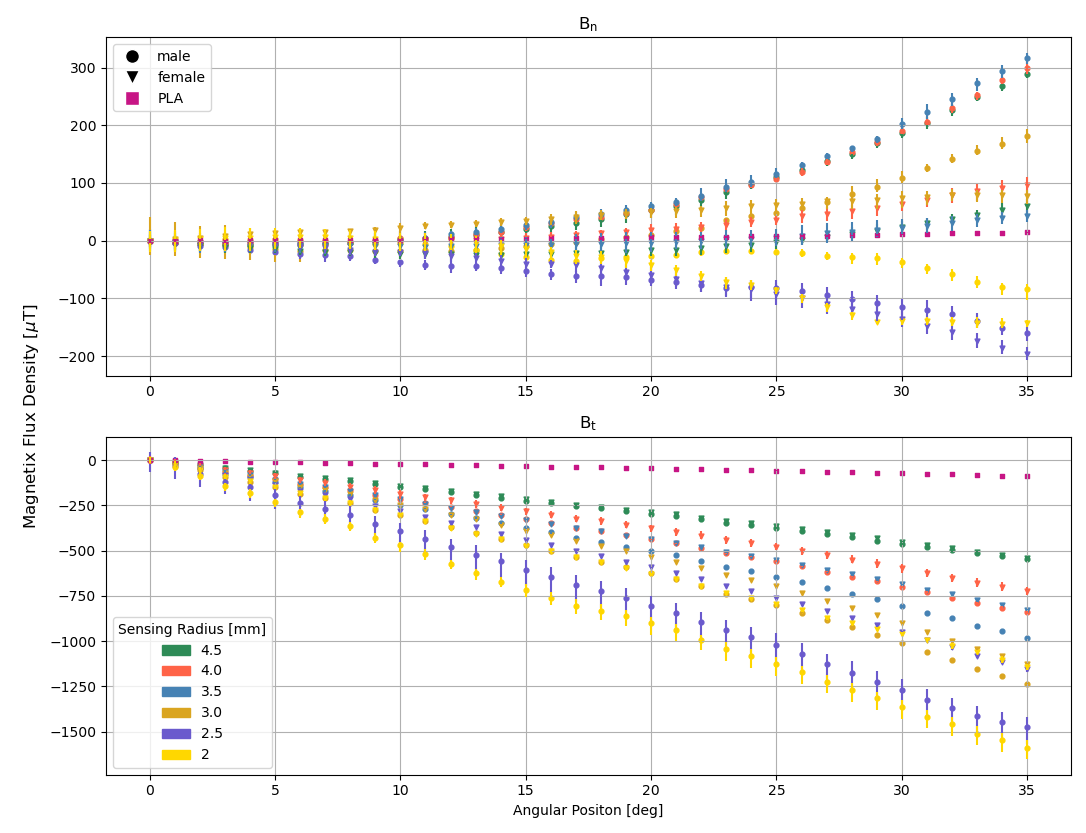 Bn
male
female
PLA
300
200
100
0
−100
−200
0 5 10 15 20 25 30 35
Magnetix Flux Density [μT]
Bt
0
−250
−500
−750
−1000
−1250
−1500
Sensing Radius [mm]
4.5
4.0
3.5
3.0
2.5
2
0 5 10 15 20 25 30 35
Angular Positon [deg]